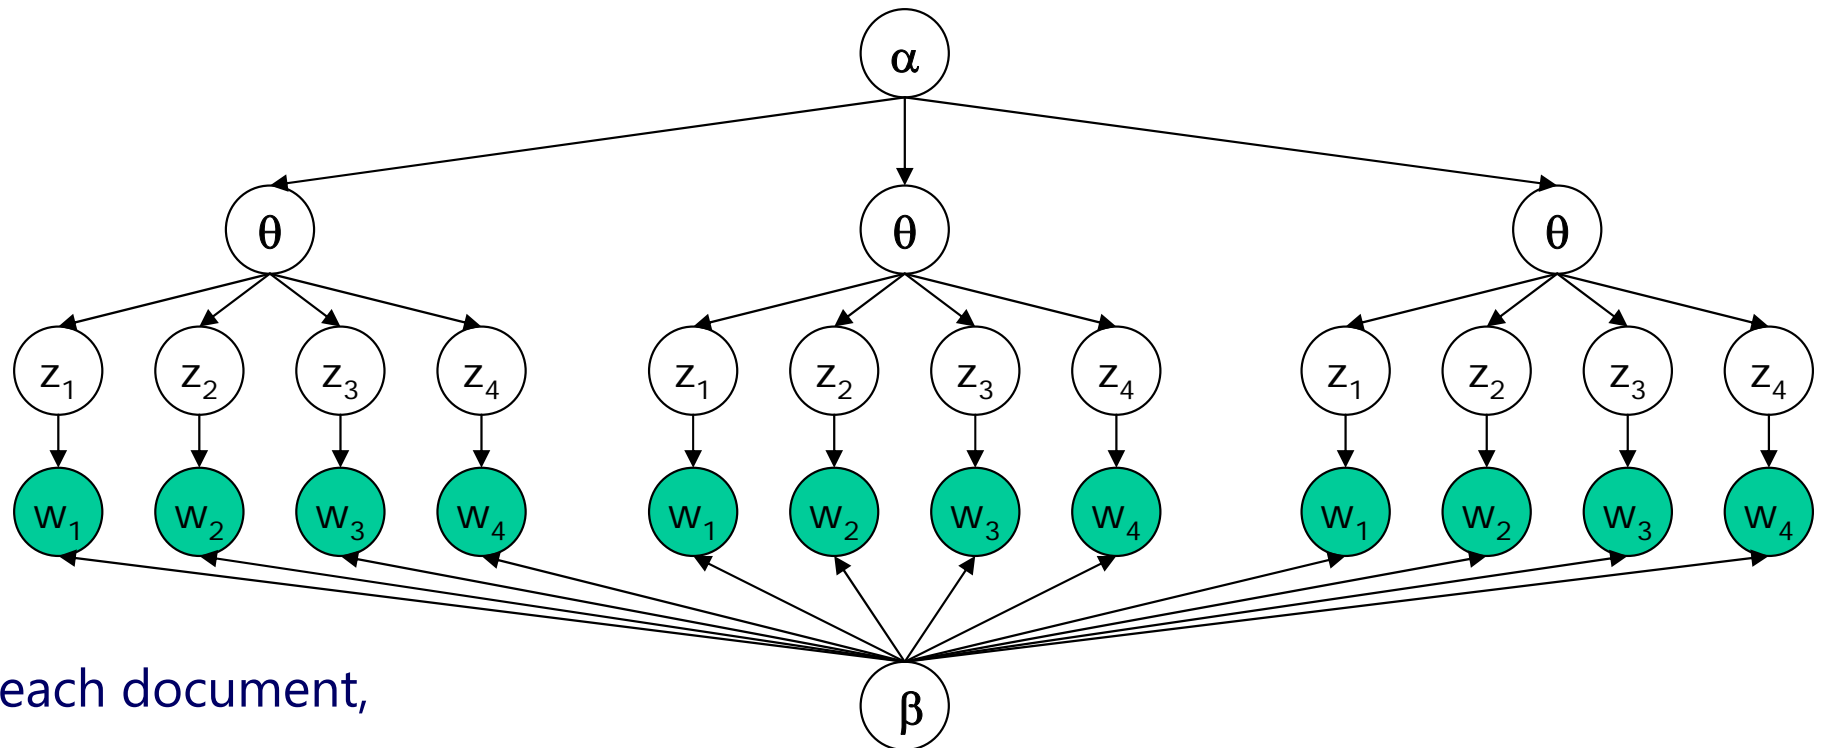 α
θ θ θ
z₁ z₂ z₃ z₄ z₁ z₂ z₃ z₄ z₁ z₂ z₃ z₄
w₁ w₂ w₃ w₄ w₁ w₂ w₃ w₄ w₁ w₂ w₃ w₄
each document,
β